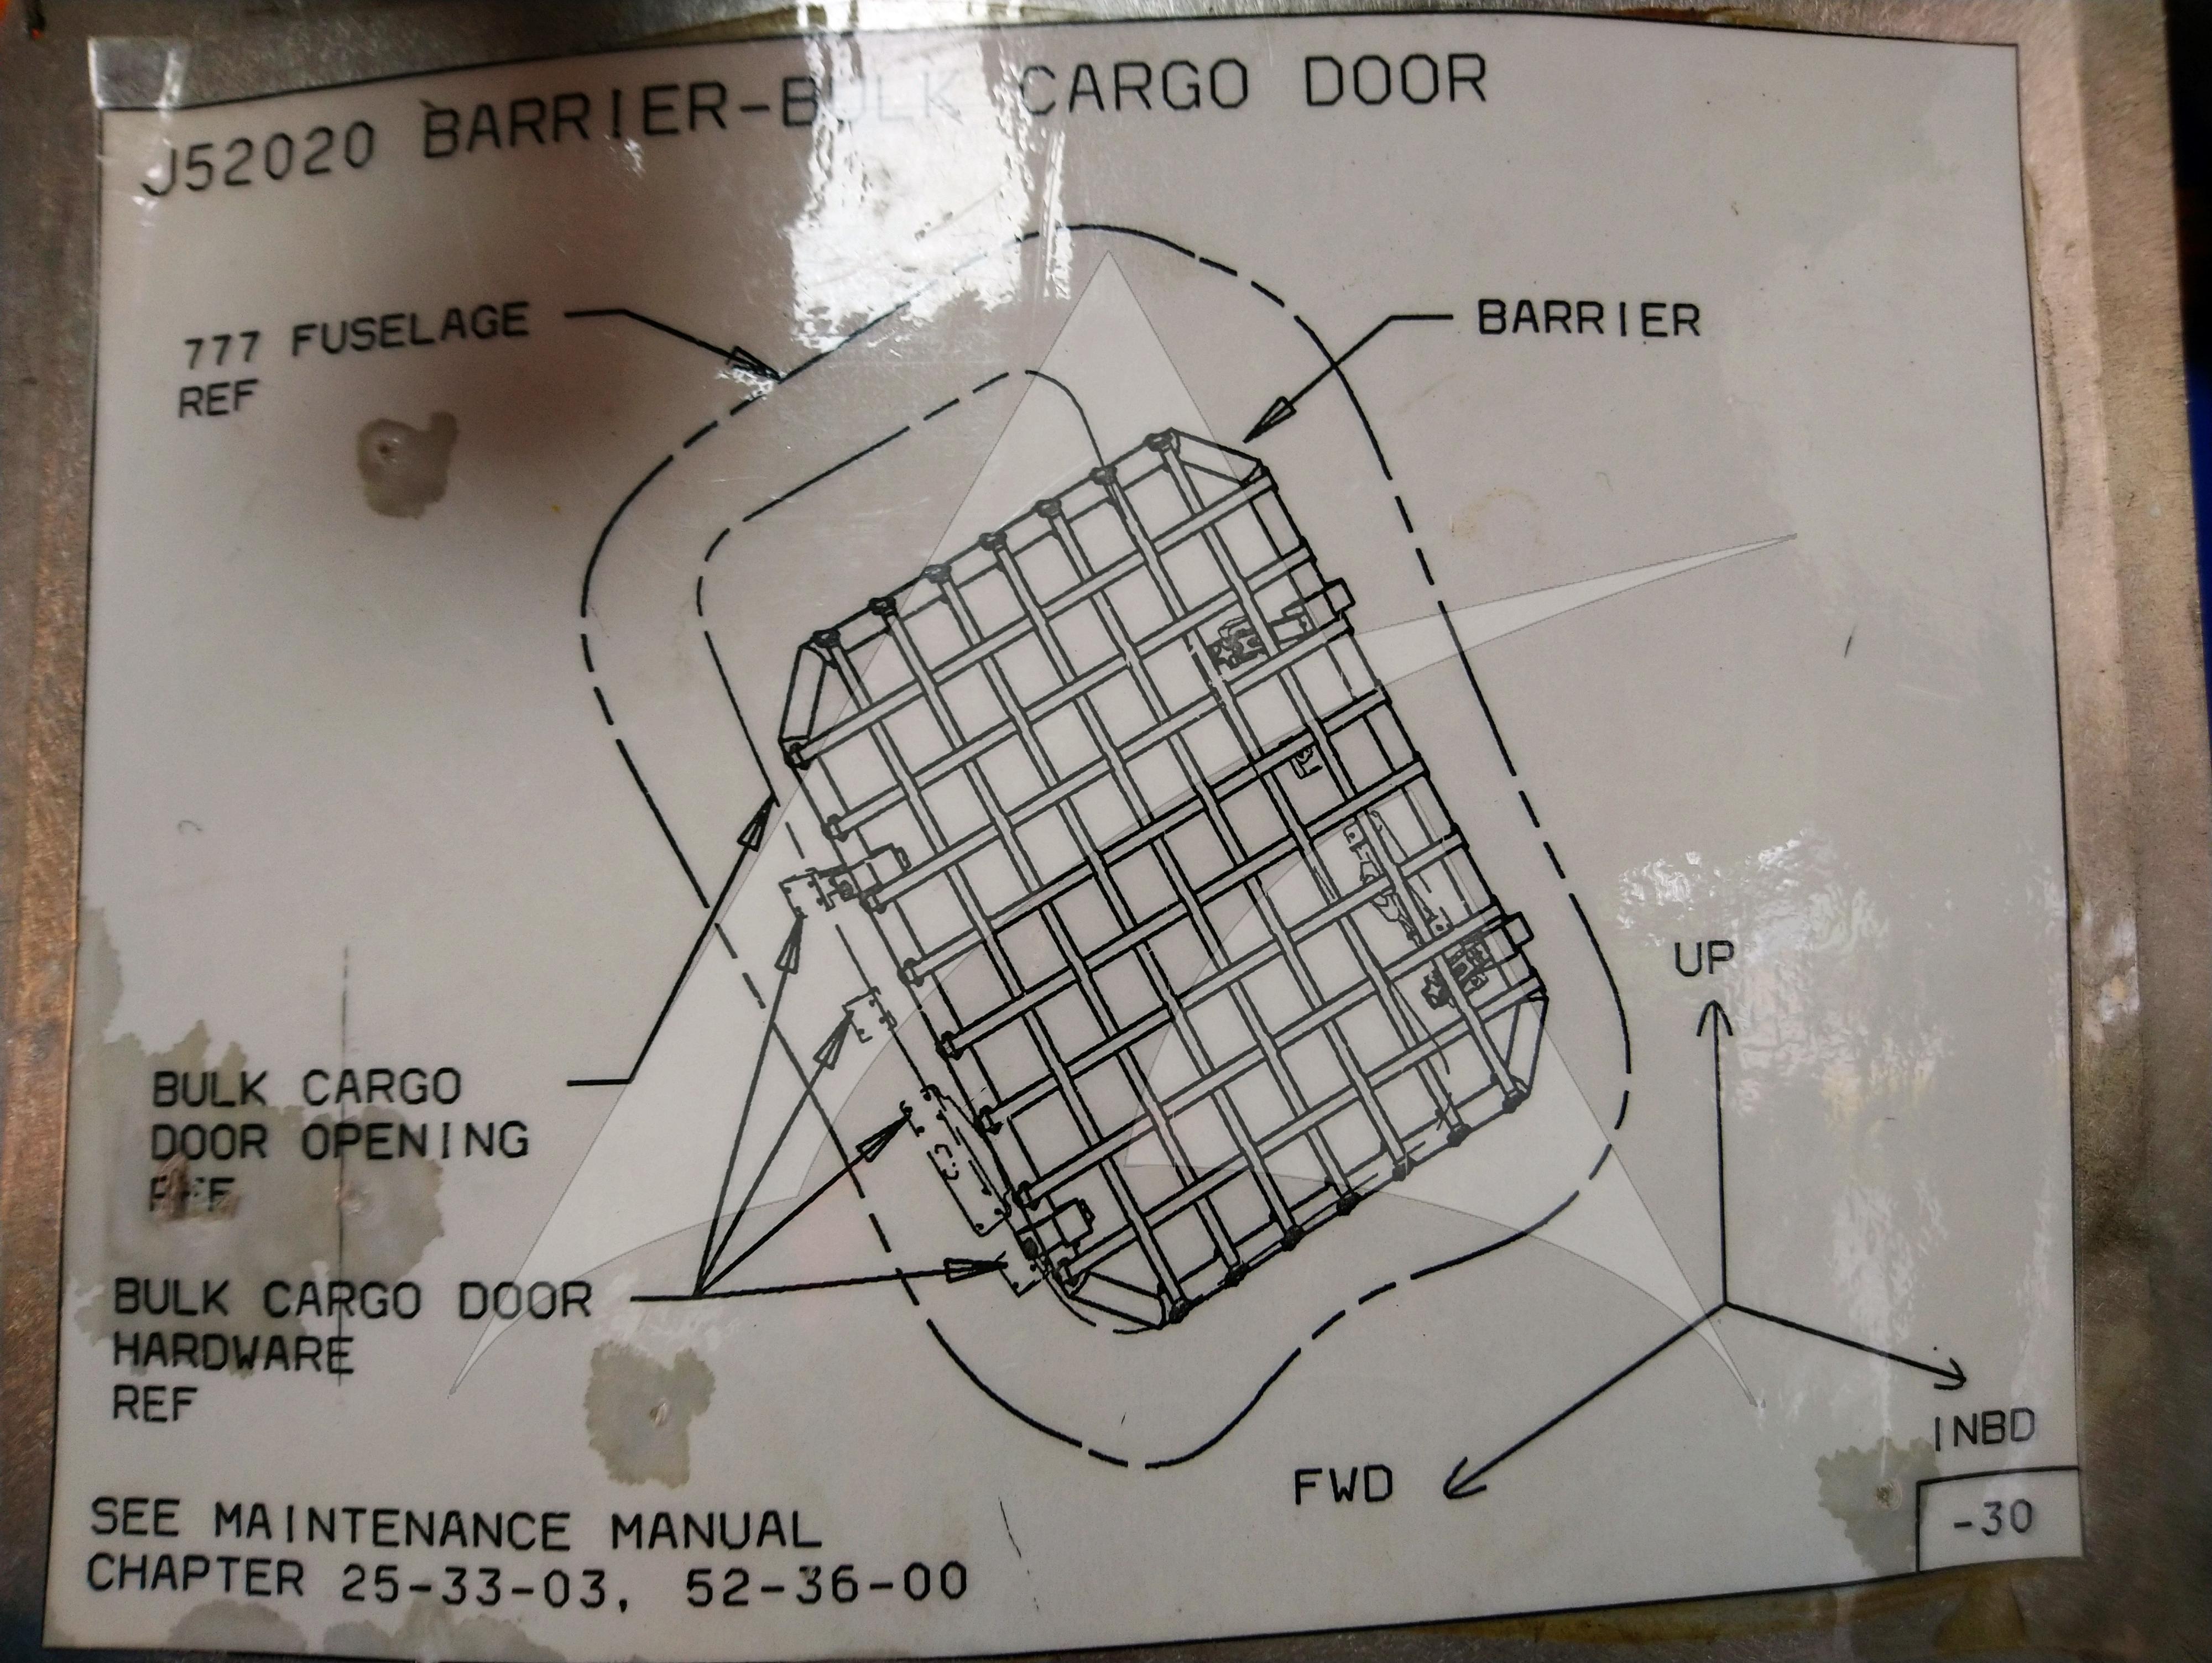 J52020 BARRIER-BULK CARGO DOOR
777 FUSELAGE
REF
BARRIER
UP
BULK CARGO
DOOR OPENING
REF
BULK CARGO DOOR
HARDWARE
REF
INBD
FWD
-30
SEE MAINTENANCE MANUAL
CHAPTER 25-33-03, 52-36-00